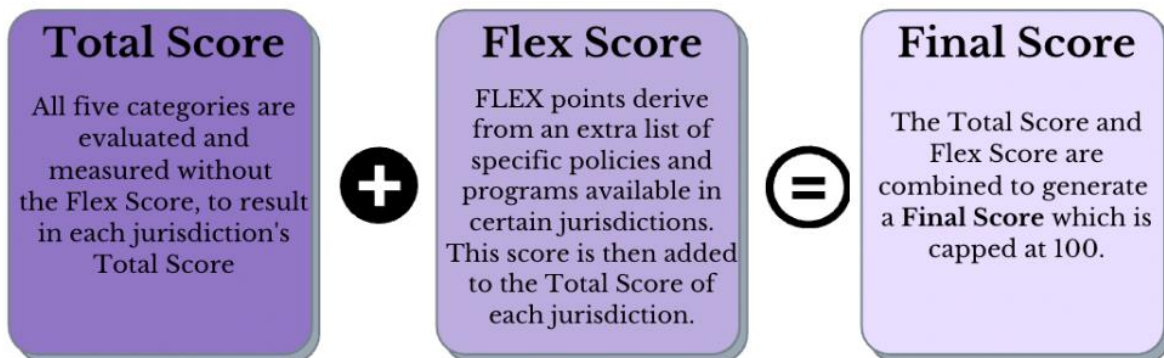 Total Score
All five categories are
evaluated and
measured without
the Flex Score, to result
in each jurisdiction's
Total Score
+
Flex Score
FLEX points derive
from an extra list of
specific policies and
programs available in
certain jurisdictions.
This score is then added
to the Total Score of
each jurisdiction.
=
Final Score
The Total Score and
Flex Score are
combined to generate
a Final Score which is
capped at 100.